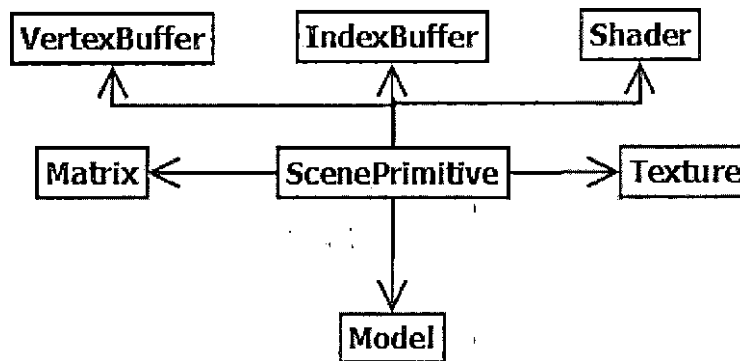 VertexBuffer
IndexBuffer
Shader
Matrix
ScenePrimitive
Texture
Model